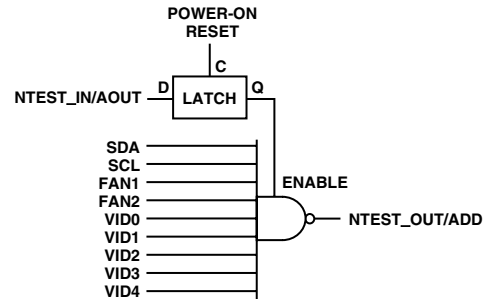 POWER-ON
RESET
C
D
Q
NTEST_IN/AOUT
LATCH
SDA
SCL
FAN1
ENABLE
FAN2
VID0
NTEST_OUT/ADD
VID1
VID2
VID3
VID4